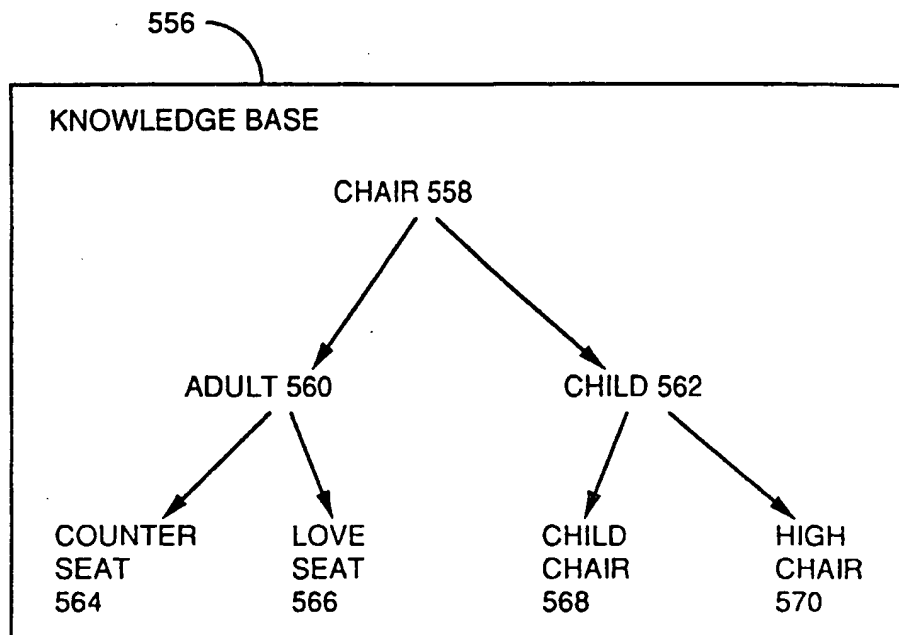 556
KNOWLEDGE BASE
CHAIR 558
ADULT 560
CHILD 562
COUNTER
SEAT
564
LOVE
SEAT
566
CHILD
CHAIR
568
HIGH
CHAIR
570